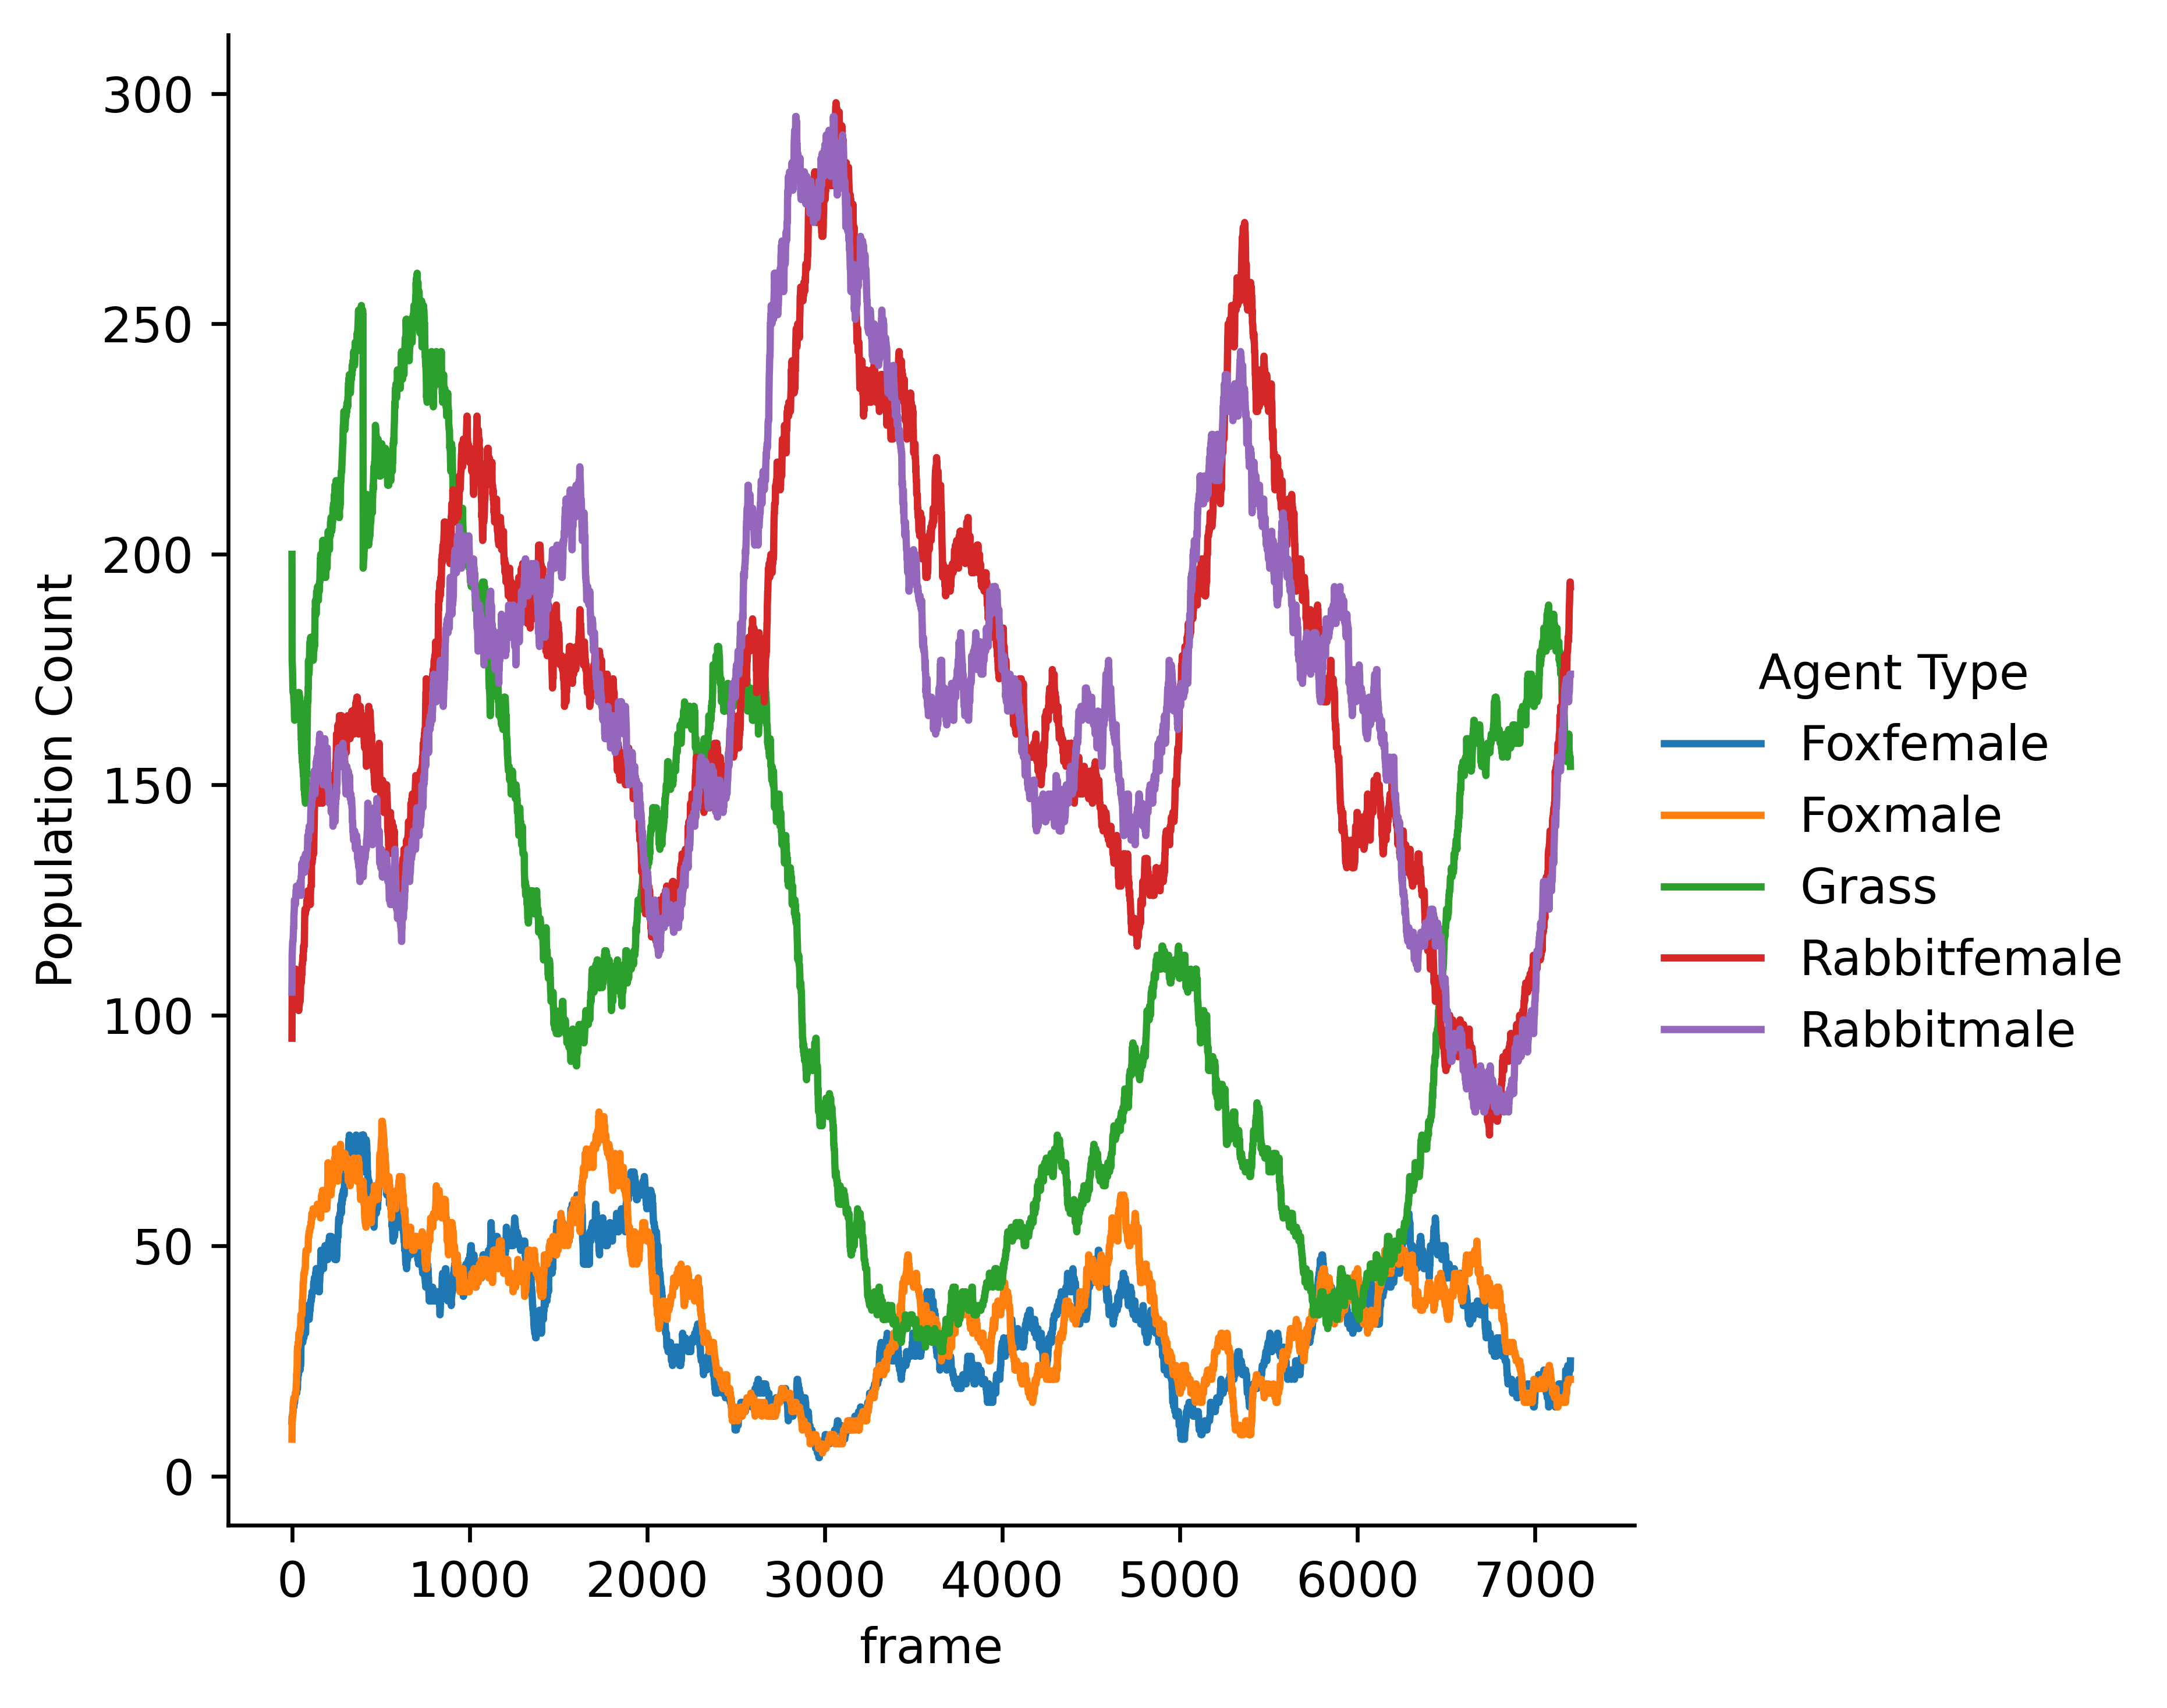 300
250
200
150
100
50
0
Population Count
0 1000 2000 3000 4000 5000 6000 7000
frame
Agent Type
Foxfemale
Foxmale
Grass
Rabbitfemale
Rabbitmale